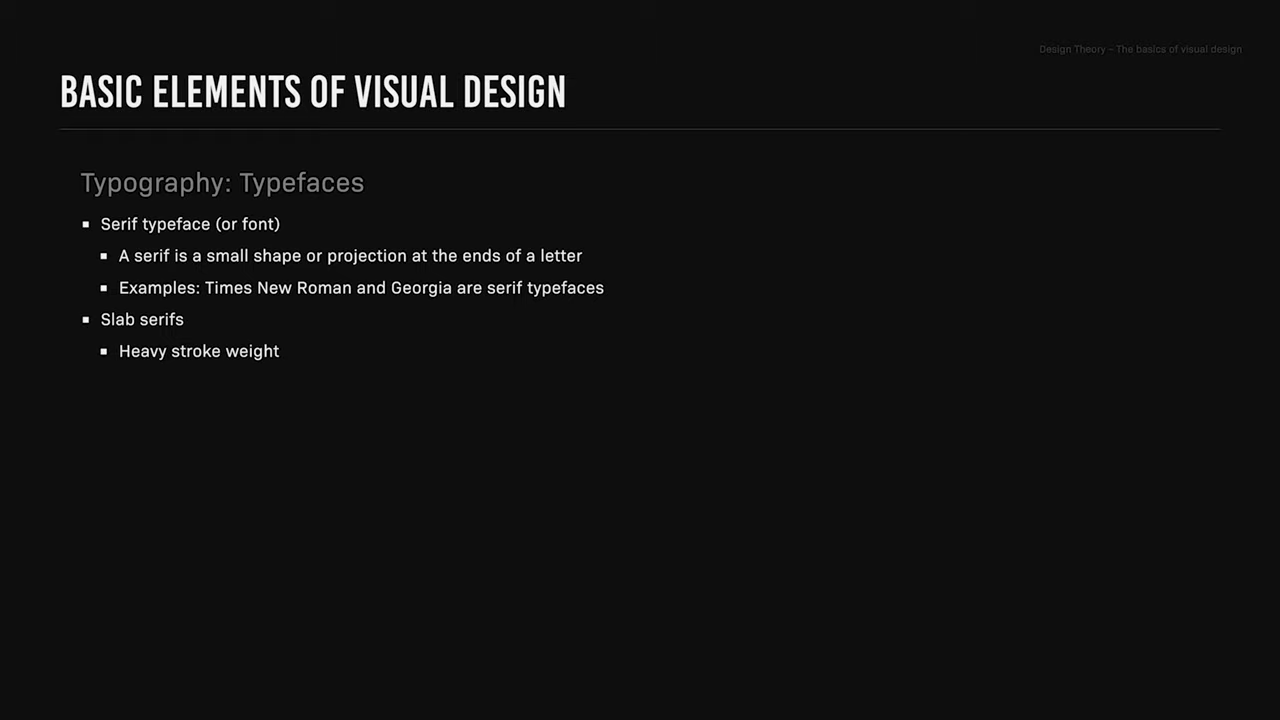 Design Theory – The basics of visual design
BASIC ELEMENTS OF VISUAL DESIGN
Typography: Typefaces
▪ Serif typeface (or font)
▪ A serif is a small shape or projection at the ends of a letter
▪ Examples: Times New Roman and Georgia are serif typefaces
▪ Slab serifs
▪ Heavy stroke weight